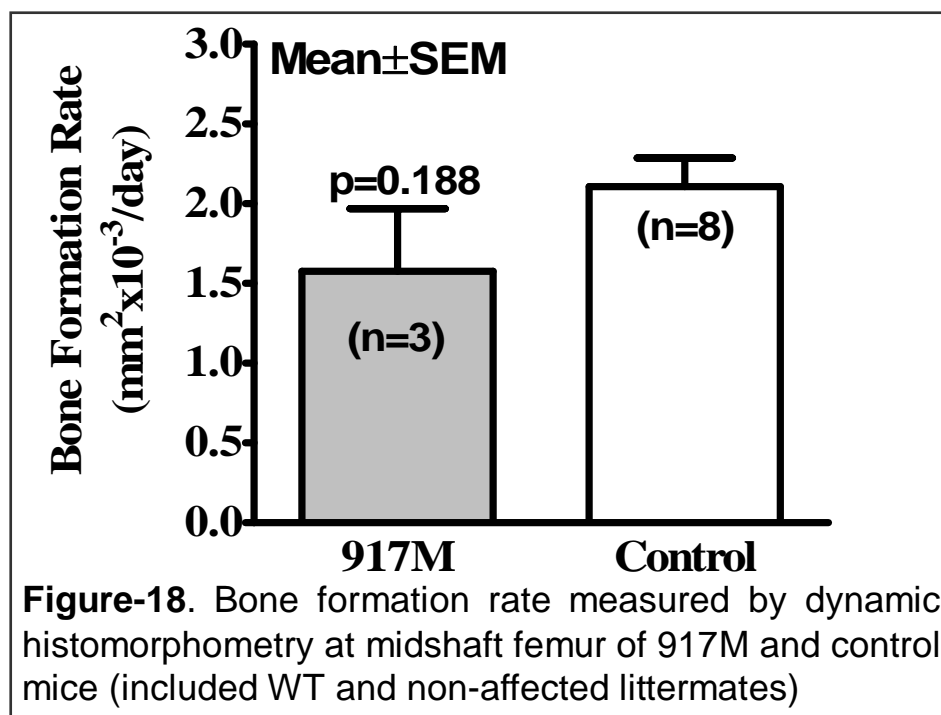 Bone Formation Rate
(mm²x10⁻³/day)
3.0
2.5
2.0
1.5
1.0
0.5
0.0
Mean±SEM
p=0.188
(n=3)
(n=8)
917M
Control
Figure-18. Bone formation rate measured by dynamic
histomorphometry at midshaft femur of 917M and control
mice (included WT and non-affected littermates)